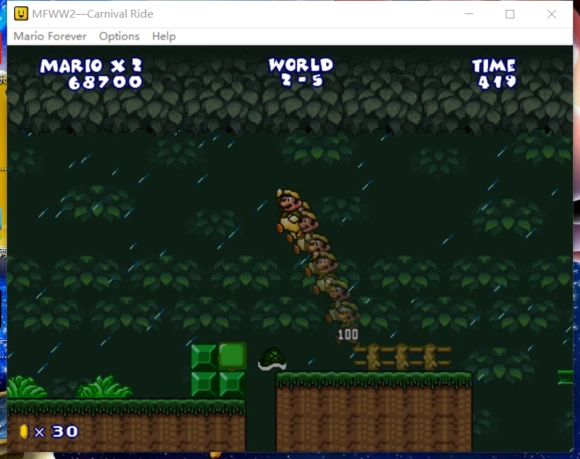 MFWW2—Carnival Ride
Mario Forever Options Help
MARIO X 2 WORLD TIME
68700 2-5 419
100
× 30